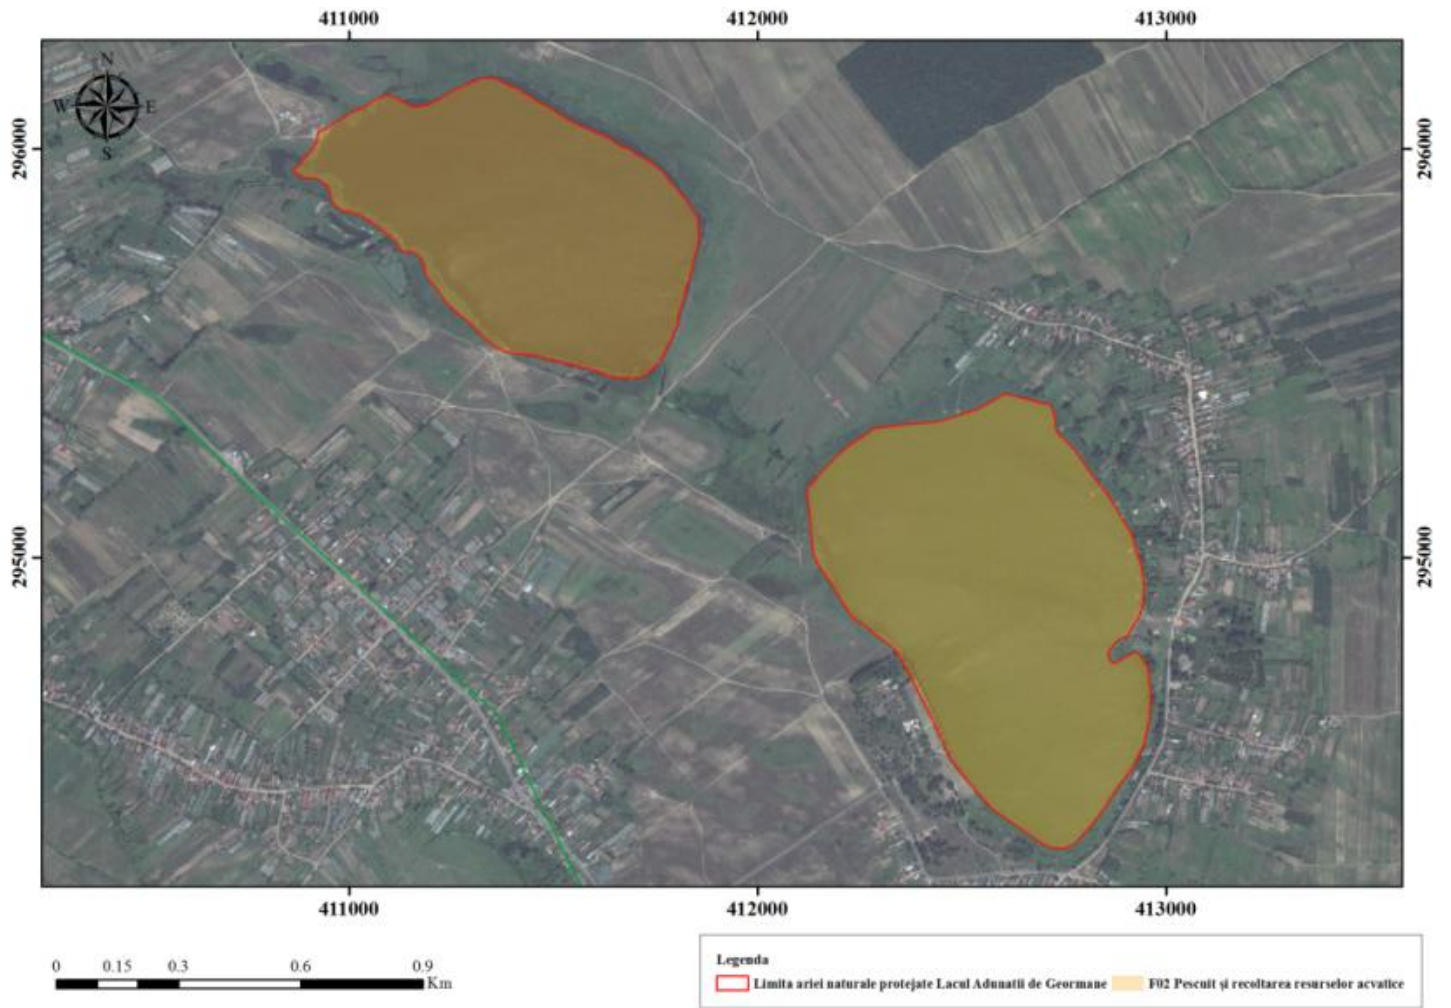 411000 412000 413000
N
W E
S
296000 296000
295000 295000
411000 412000 413000
0 0.15 0.3 0.6 0.9
Km
Legenda
Limita ariei naturale protejate Lacul Adunatii de Geormane F02 Pescuit și recoltarea resurselor acvatice